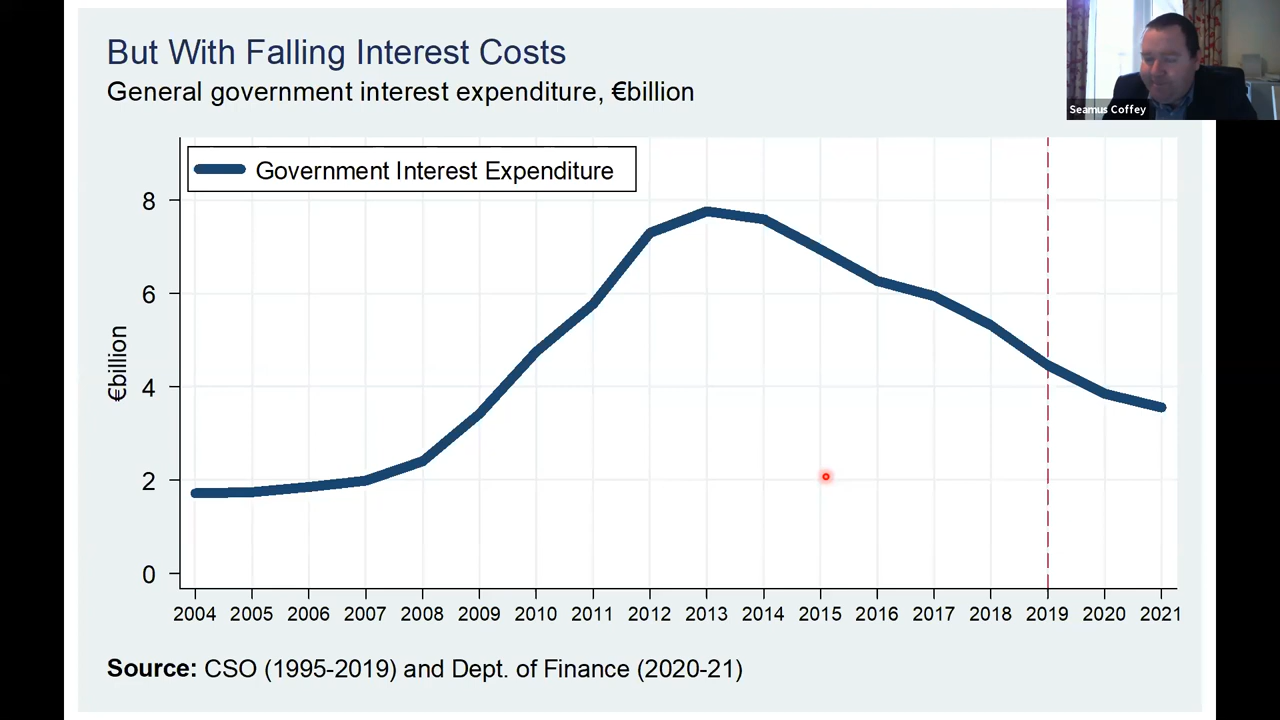 But With Falling Interest Costs
General government interest expenditure, €billion
Seamus Coffey
Government Interest Expenditure
€billion
8
6
4
2
0
2004 2005 2006 2007 2008 2009 2010 2011 2012 2013 2014 2015 2016 2017 2018 2019 2020 2021
Source: CSO (1995-2019) and Dept. of Finance (2020-21)